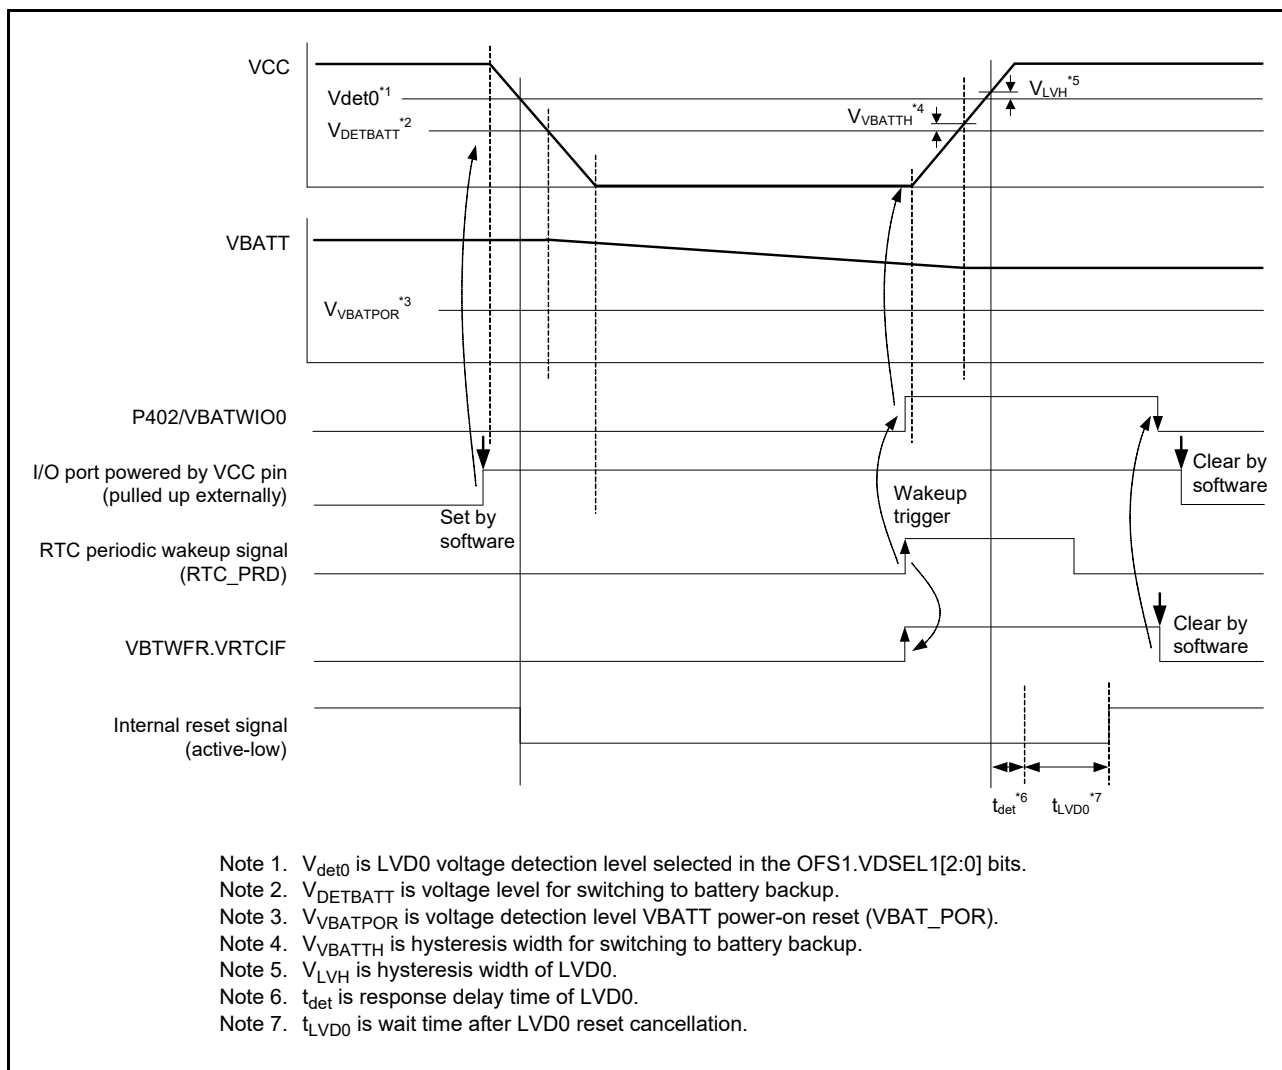 VCC
Vdet0*1
VDETBATT*2
VVBATTH*4
VLVH*5
VBATT
VVBATPOR*3
P402/VBATWIO0
I/O port powered by VCC pin
(pulled up externally)
Set by
software
Wakeup
trigger
Clear by
software
RTC periodic wakeup signal
(RTC_PRD)
VBTWFR.VRTCIF
Clear by
software
Internal reset signal
(active-low)
tdet*6
tLVD0*7
Note 1. Vdet0 is LVD0 voltage detection level selected in the OFS1.VDSEL1[2:0] bits.
Note 2. VDETBATT is voltage level for switching to battery backup.
Note 3. VVBATPOR is voltage detection level VBATT power-on reset (VBAT_POR).
Note 4. VVBATTH is hysteresis width for switching to battery backup.
Note 5. VLVH is hysteresis width of LVD0.
Note 6. tdet is response delay time of LVD0.
Note 7. tLVD0 is wait time after LVD0 reset cancellation.